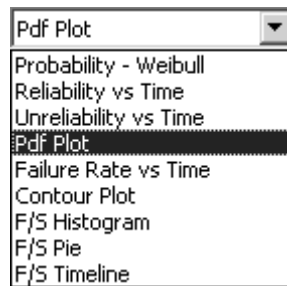 Pdf Plot
Probability - Weibull
Reliability vs Time
Unreliability vs Time
Pdf Plot
Failure Rate vs Time
Contour Plot
F/S Histogram
F/S Pie
F/S Timeline